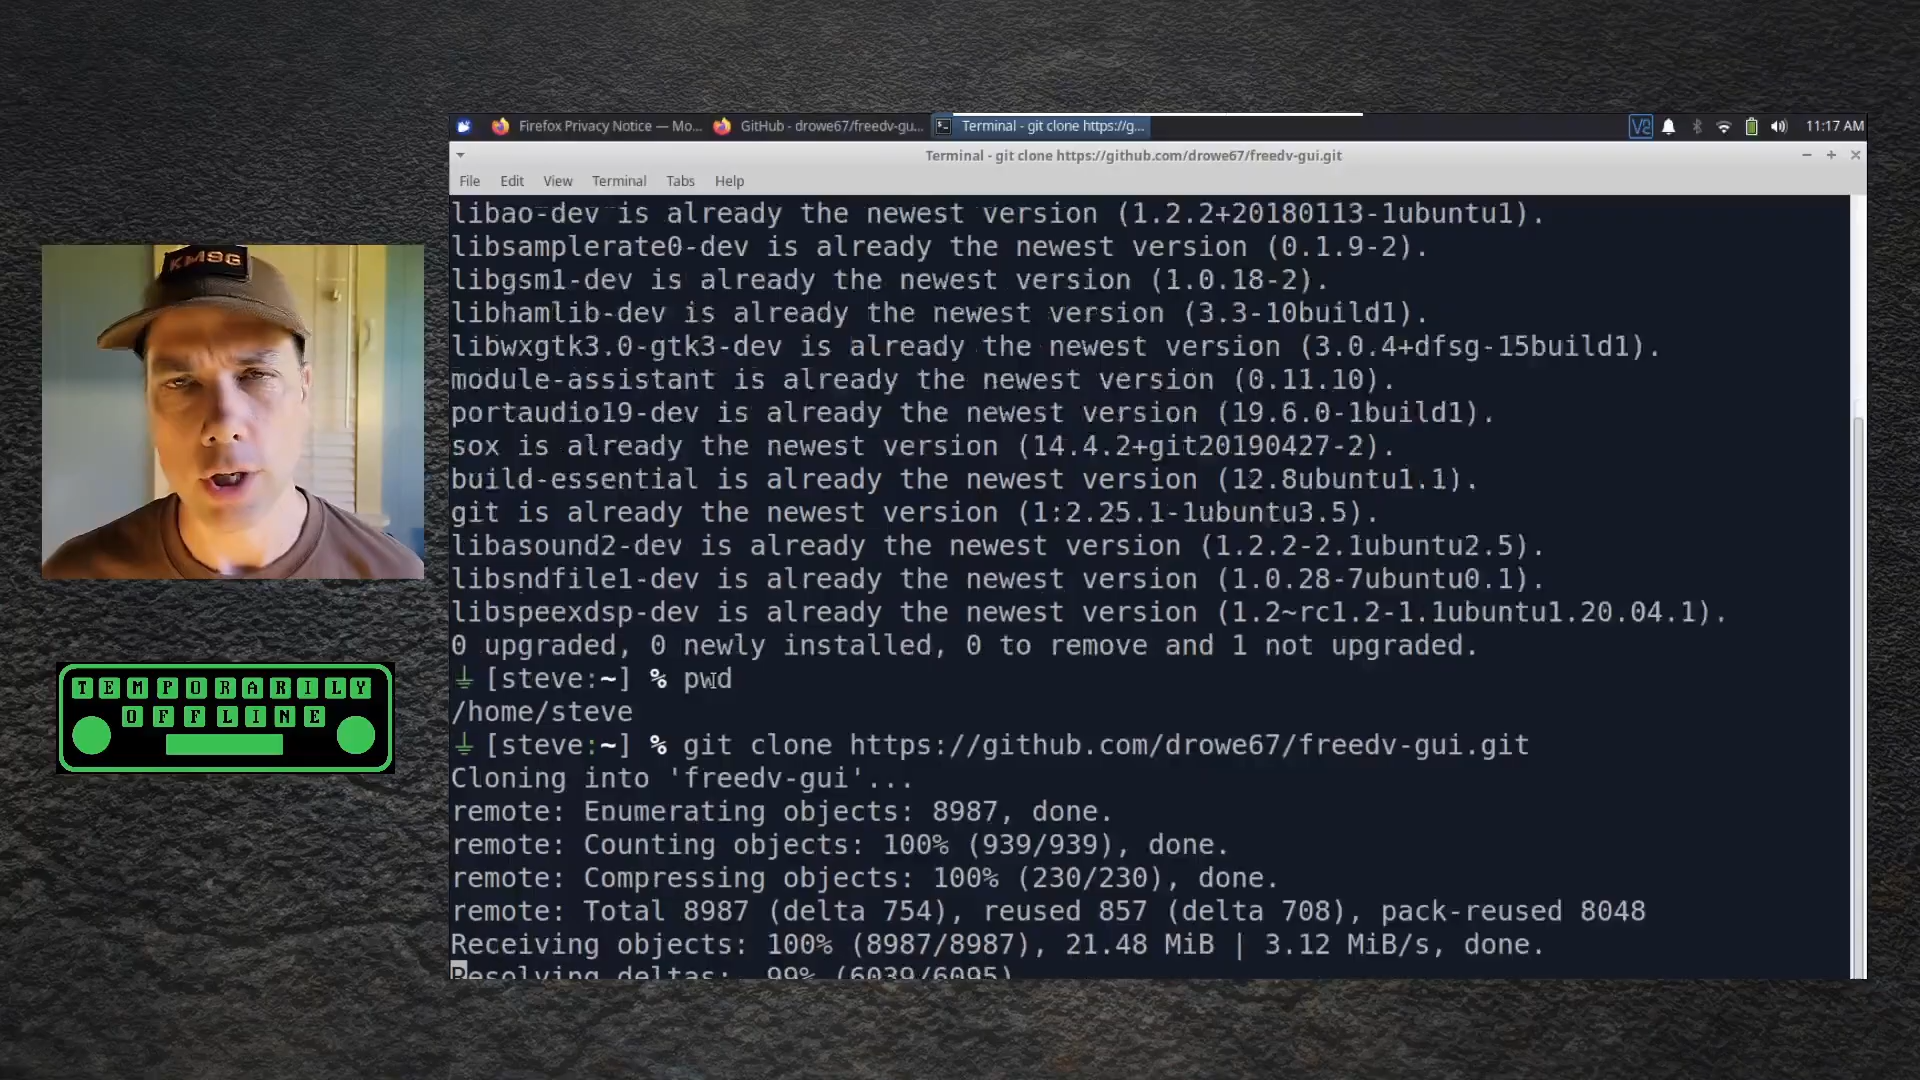 Firefox Privacy Notice — Mo...
GitHub - drowe67/freedv-gu...
Terminal - git clone https://g...
11:17 AM
Terminal - git clone https://github.com/drowe67/freedv-gui.git
File Edit View Terminal Tabs Help
libao-dev is already the newest version (1.2.2+20180113-1ubuntu1).
libsamplerate0-dev is already the newest version (0.1.9-2).
libgsm1-dev is already the newest version (1.0.18-2).
libhamlib-dev is already the newest version (3.3-10build1).
libwxgtk3.0-gtk3-dev is already the newest version (3.0.4+dfsg-15build1).
module-assistant is already the newest version (0.11.10).
portaudio19-dev is already the newest version (19.6.0-1build1).
sox is already the newest version (14.4.2+git20190427-2).
build-essential is already the newest version (12.8ubuntu1.1).
git is already the newest version (1:2.25.1-1ubuntu3.5).
libasound2-dev is already the newest version (1.2.2-2.1ubuntu2.5).
libsndfile1-dev is already the newest version (1.0.28-7ubuntu0.1).
libspeexdsp-dev is already the newest version (1.2~rc1.2-1.1ubuntu1.20.04.1).
0 upgraded, 0 newly installed, 0 to remove and 1 not upgraded.
[steve:~] % pwd
/home/steve
[steve:~] % git clone https://github.com/drowe67/freedv-gui.git
Cloning into 'freedv-gui'...
remote: Enumerating objects: 8987, done.
remote: Counting objects: 100% (939/939), done.
remote: Compressing objects: 100% (230/230), done.
remote: Total 8987 (delta 754), reused 857 (delta 708), pack-reused 8048
Receiving objects: 100% (8987/8987), 21.48 MiB | 3.12 MiB/s, done.
Resolving deltas: 99% (6039/6095)
KM9G
TEMPORARILY
OFFLINE